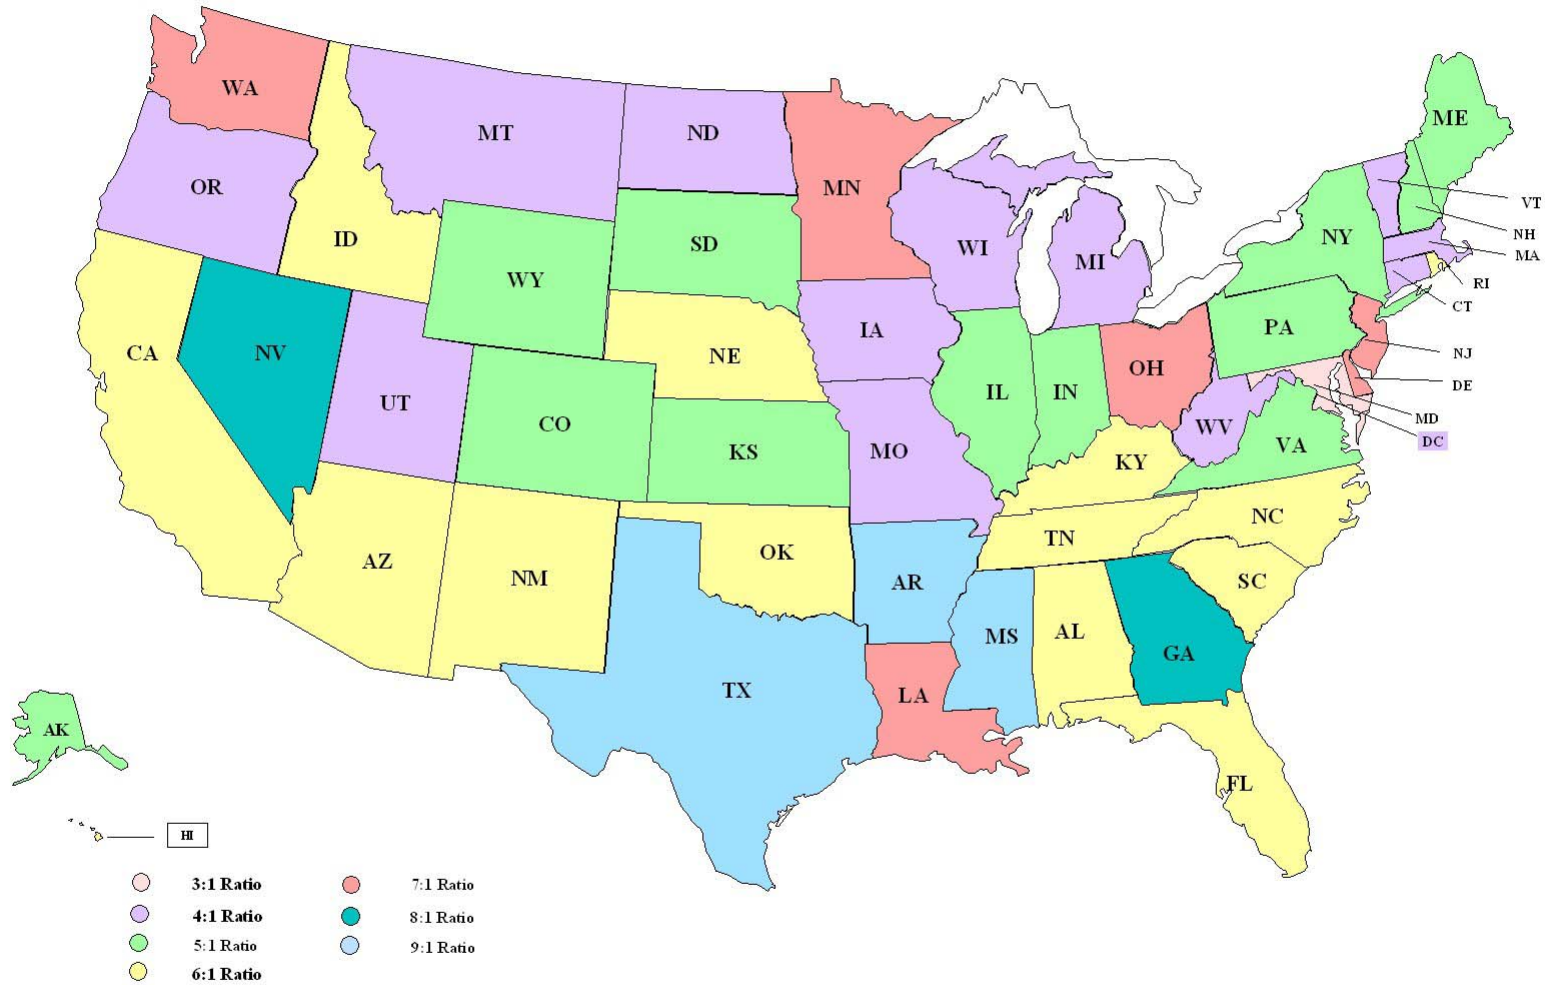 WA
ME
MT
ND
MN
OR
VT
ID
SD
NY
NH
WI
MA
MI
WY
RI
CT
IA
PA
NV
CA
NE
NJ
OH
DE
UT
IL
IN
CO
MD
WV
DC
KS
MO
VA
KY
NC
TN
OK
AZ
NM
AR
SC
MS
AL
GA
TX
LA
AK
FL
HI
3:1 Ratio
7:1 Ratio
4:1 Ratio
8:1 Ratio
5:1 Ratio
9:1 Ratio
6:1 Ratio